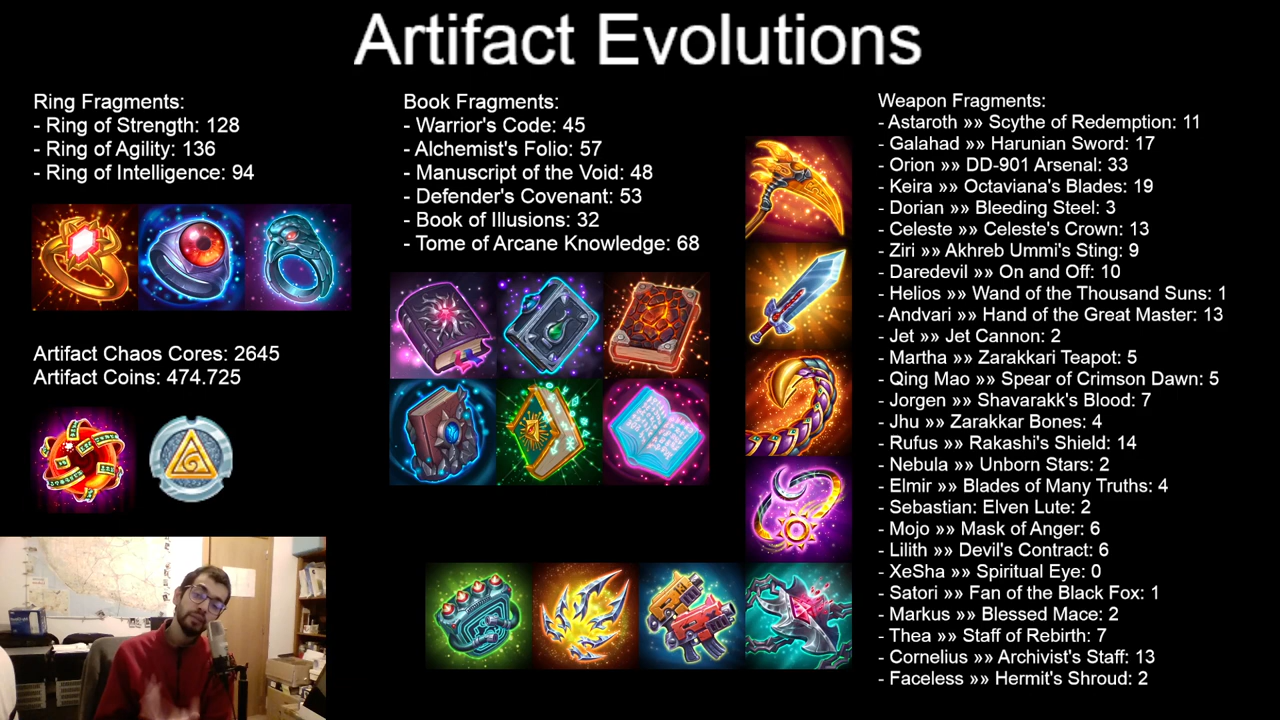 Artifact Evolutions
Ring Fragments:
- Ring of Strength: 128
- Ring of Agility: 136
- Ring of Intelligence: 94
Artifact Chaos Cores: 2645
Artifact Coins: 474.725
Book Fragments:
- Warrior's Code: 45
- Alchemist's Folio: 57
- Manuscript of the Void: 48
- Defender's Covenant: 53
- Book of Illusions: 32
- Tome of Arcane Knowledge: 68
Weapon Fragments:
- Astaroth »» Scythe of Redemption: 11
- Galahad »» Harunian Sword: 17
- Orion »» DD-901 Arsenal: 33
- Keira »» Octaviana's Blades: 19
- Dorian »» Bleeding Steel: 3
- Celeste »» Celeste's Crown: 13
- Ziri »» Akhreb Ummi's Sting: 9
- Daredevil »» On and Off: 10
- Helios »» Wand of the Thousand Suns: 1
- Andvari »» Hand of the Great Master: 13
- Jet »» Jet Cannon: 2
- Martha »» Zarakkari Teapot: 5
- Qing Mao »» Spear of Crimson Dawn: 5
- Jorgen »» Shavarakk's Blood: 7
- Jhu »» Zarakkar Bones: 4
- Rufus »» Rakashi's Shield: 14
- Nebula »» Unborn Stars: 2
- Elmir »» Blades of Many Truths: 4
- Sebastian: Elven Lute: 2
- Mojo »» Mask of Anger: 6
- Lilith »» Devil's Contract: 6
- XeSha »» Spiritual Eye: 0
- Satori »» Fan of the Black Fox: 1
- Markus »» Blessed Mace: 2
- Thea »» Staff of Rebirth: 7
- Cornelius »» Archivist's Staff: 13
- Faceless »» Hermit's Shroud: 2